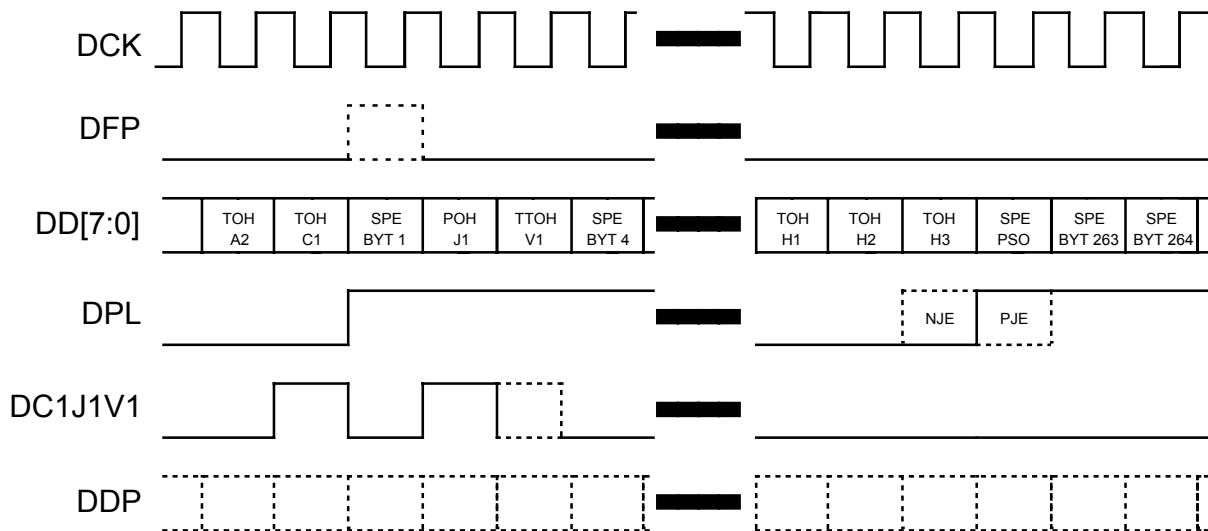 DCK
DFP
DD[7:0]
TOH A2
TOH C1
SPE BYT 1
POH J1
TTOH V1
SPE BYT 4
TOH H1
TOH H2
TOH H3
SPE PSO
SPE BYT 263
SPE BYT 264
DPL
NJE
PJE
DC1J1V1
DDP